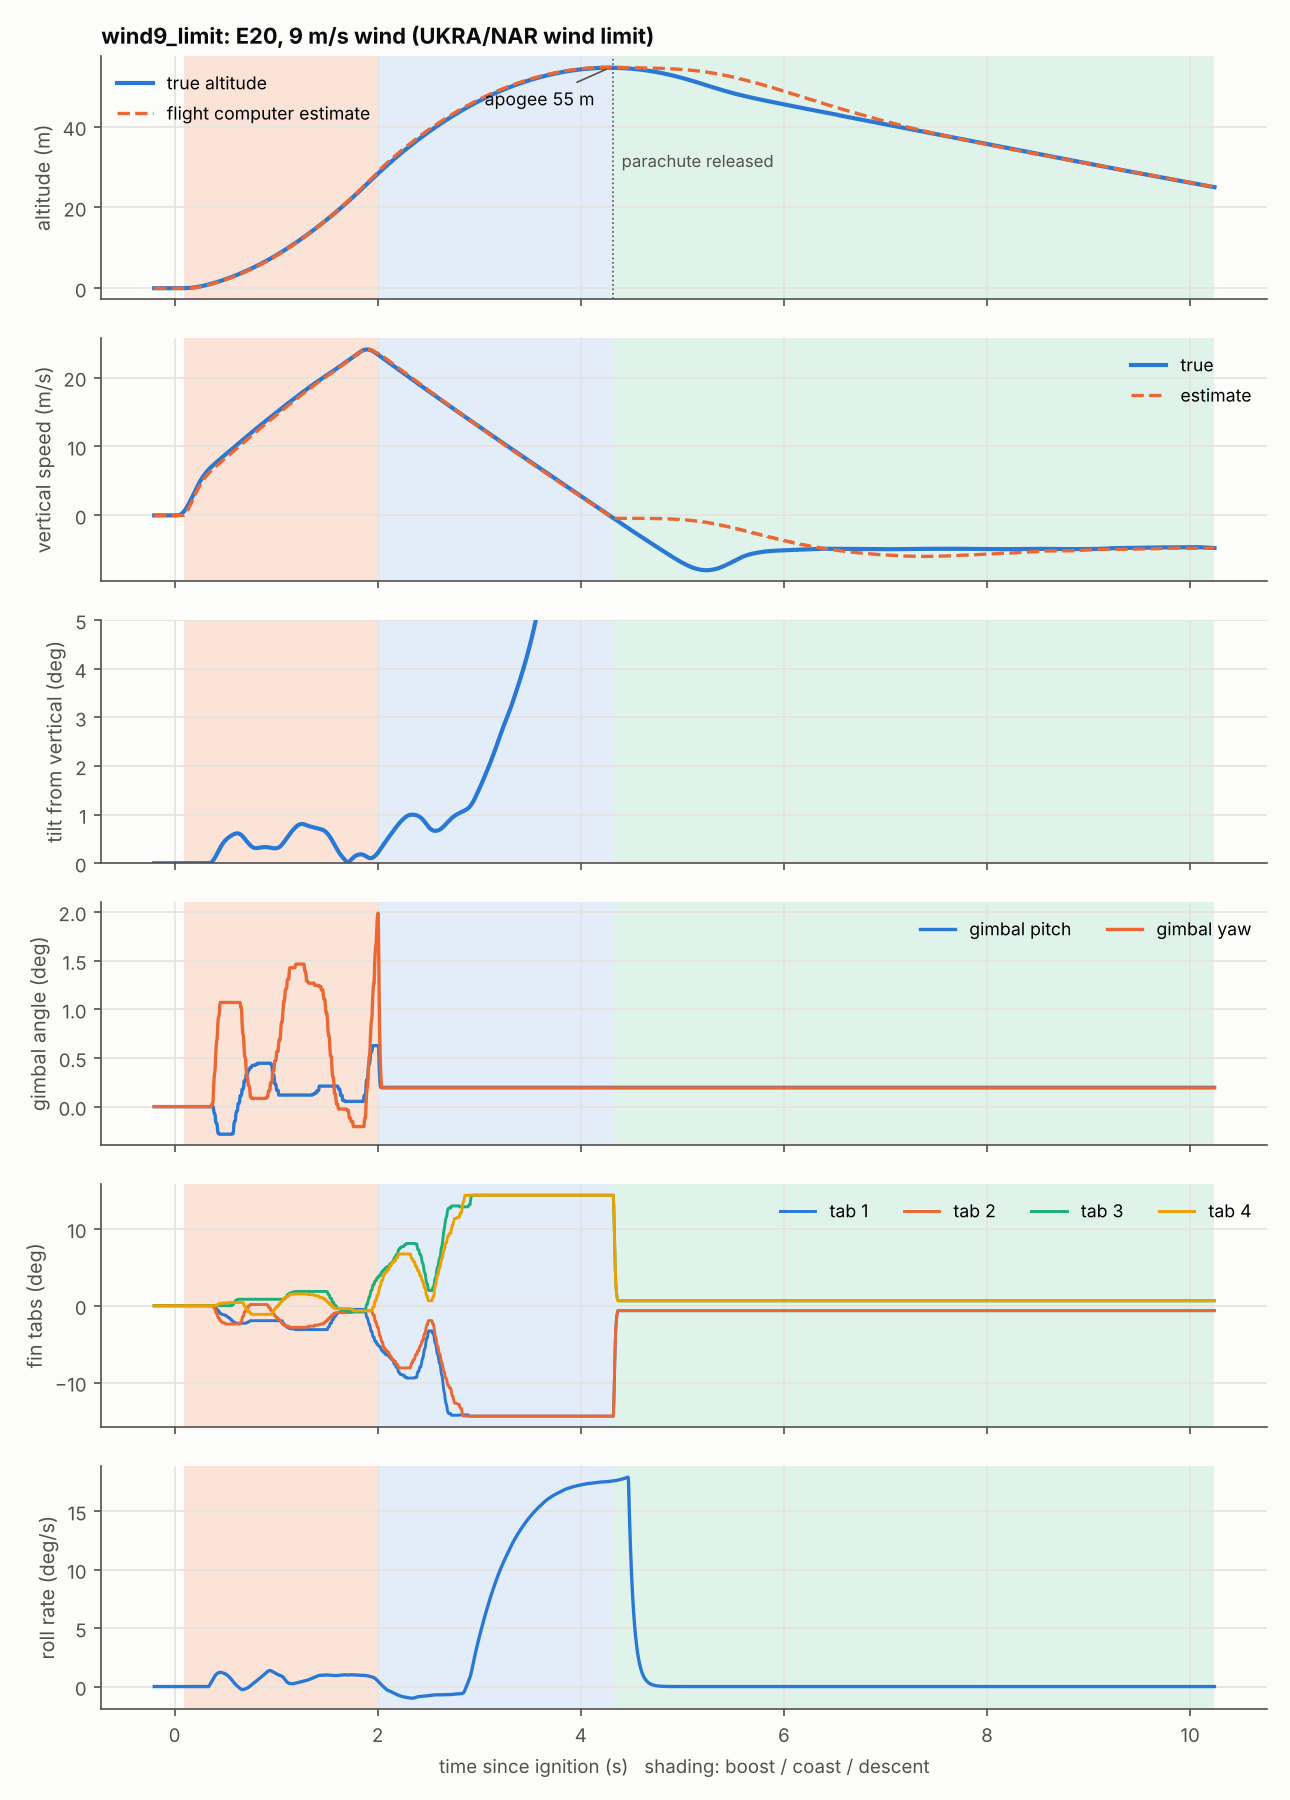 wind9_limit: E20, 9 m/s wind (UKRA/NAR wind limit)
true altitude
flight computer estimate
apogee 55 m
parachute released
altitude (m)
40
20
0
true
estimate
vertical speed (m/s)
20
10
0
tilt from vertical (deg)
5
4
3
2
1
0
gimbal pitch
gimbal yaw
gimbal angle (deg)
2.0
1.5
1.0
0.5
0.0
tab 1
tab 2
tab 3
tab 4
fin tabs (deg)
10
0
−10
roll rate (deg/s)
15
10
5
0
0 2 4 6 8 10
time since ignition (s) shading: boost / coast / descent